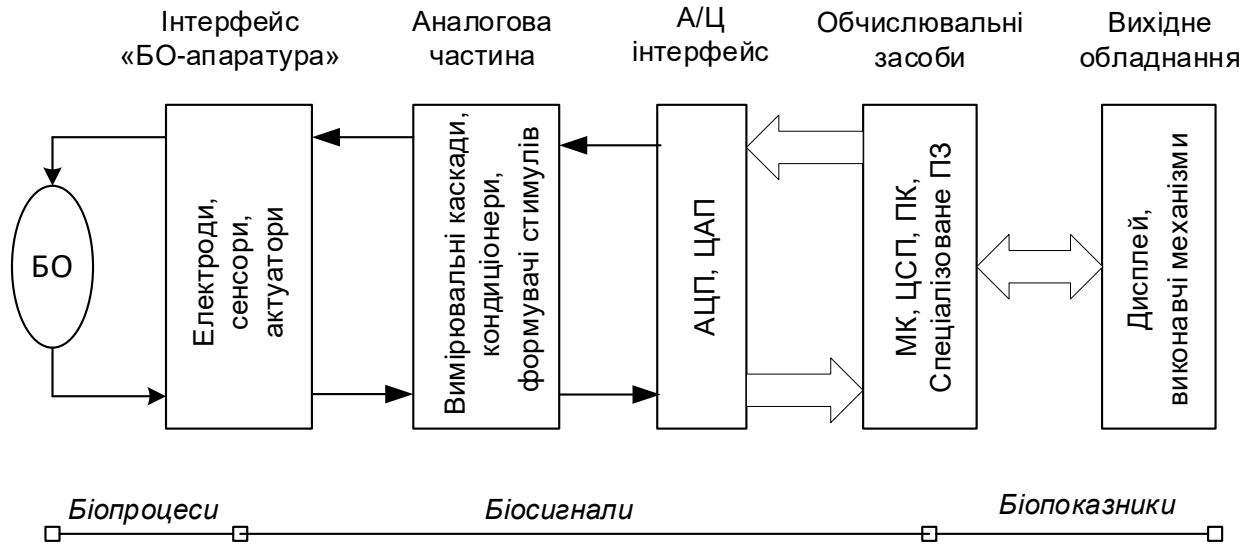 Інтерфейс
«БО-апаратура»
Аналогова
частина
А/Ц
інтерфейс
Обчислювальні
засоби
Вихідне
обладнання
БО
Електроди,
сенсори,
актуатори
Вимірювальні каскади,
кондиціонери,
формувачі стимулів
АЦП, ЦАП
МК, ЦСП, ПК,
Спеціалізоване ПЗ
Дисплей,
виконавчі механізми
Біопроцеси
Біосигнали
Біопоказники